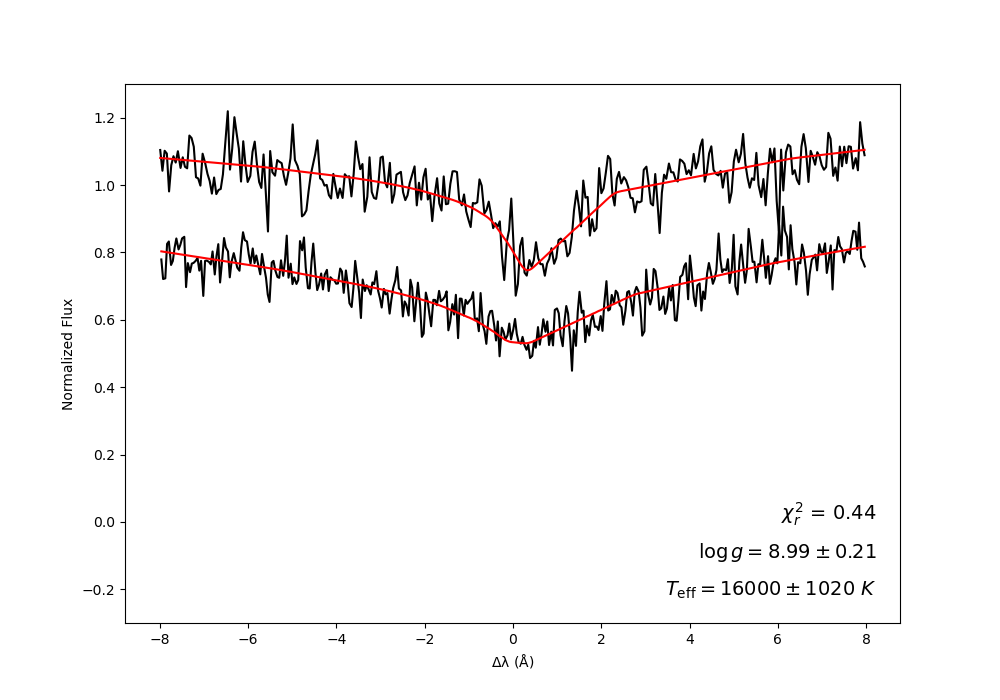 1.2
1.0
0.8
0.6
0.4
0.2
0.0
−0.2
Normalized Flux
χ²ᵣ = 0.44
log g = 8.99 ± 0.21
T_eff = 16000 ± 1020 K
−8 −6 −4 −2 0 2 4 6 8
Δλ (Å)